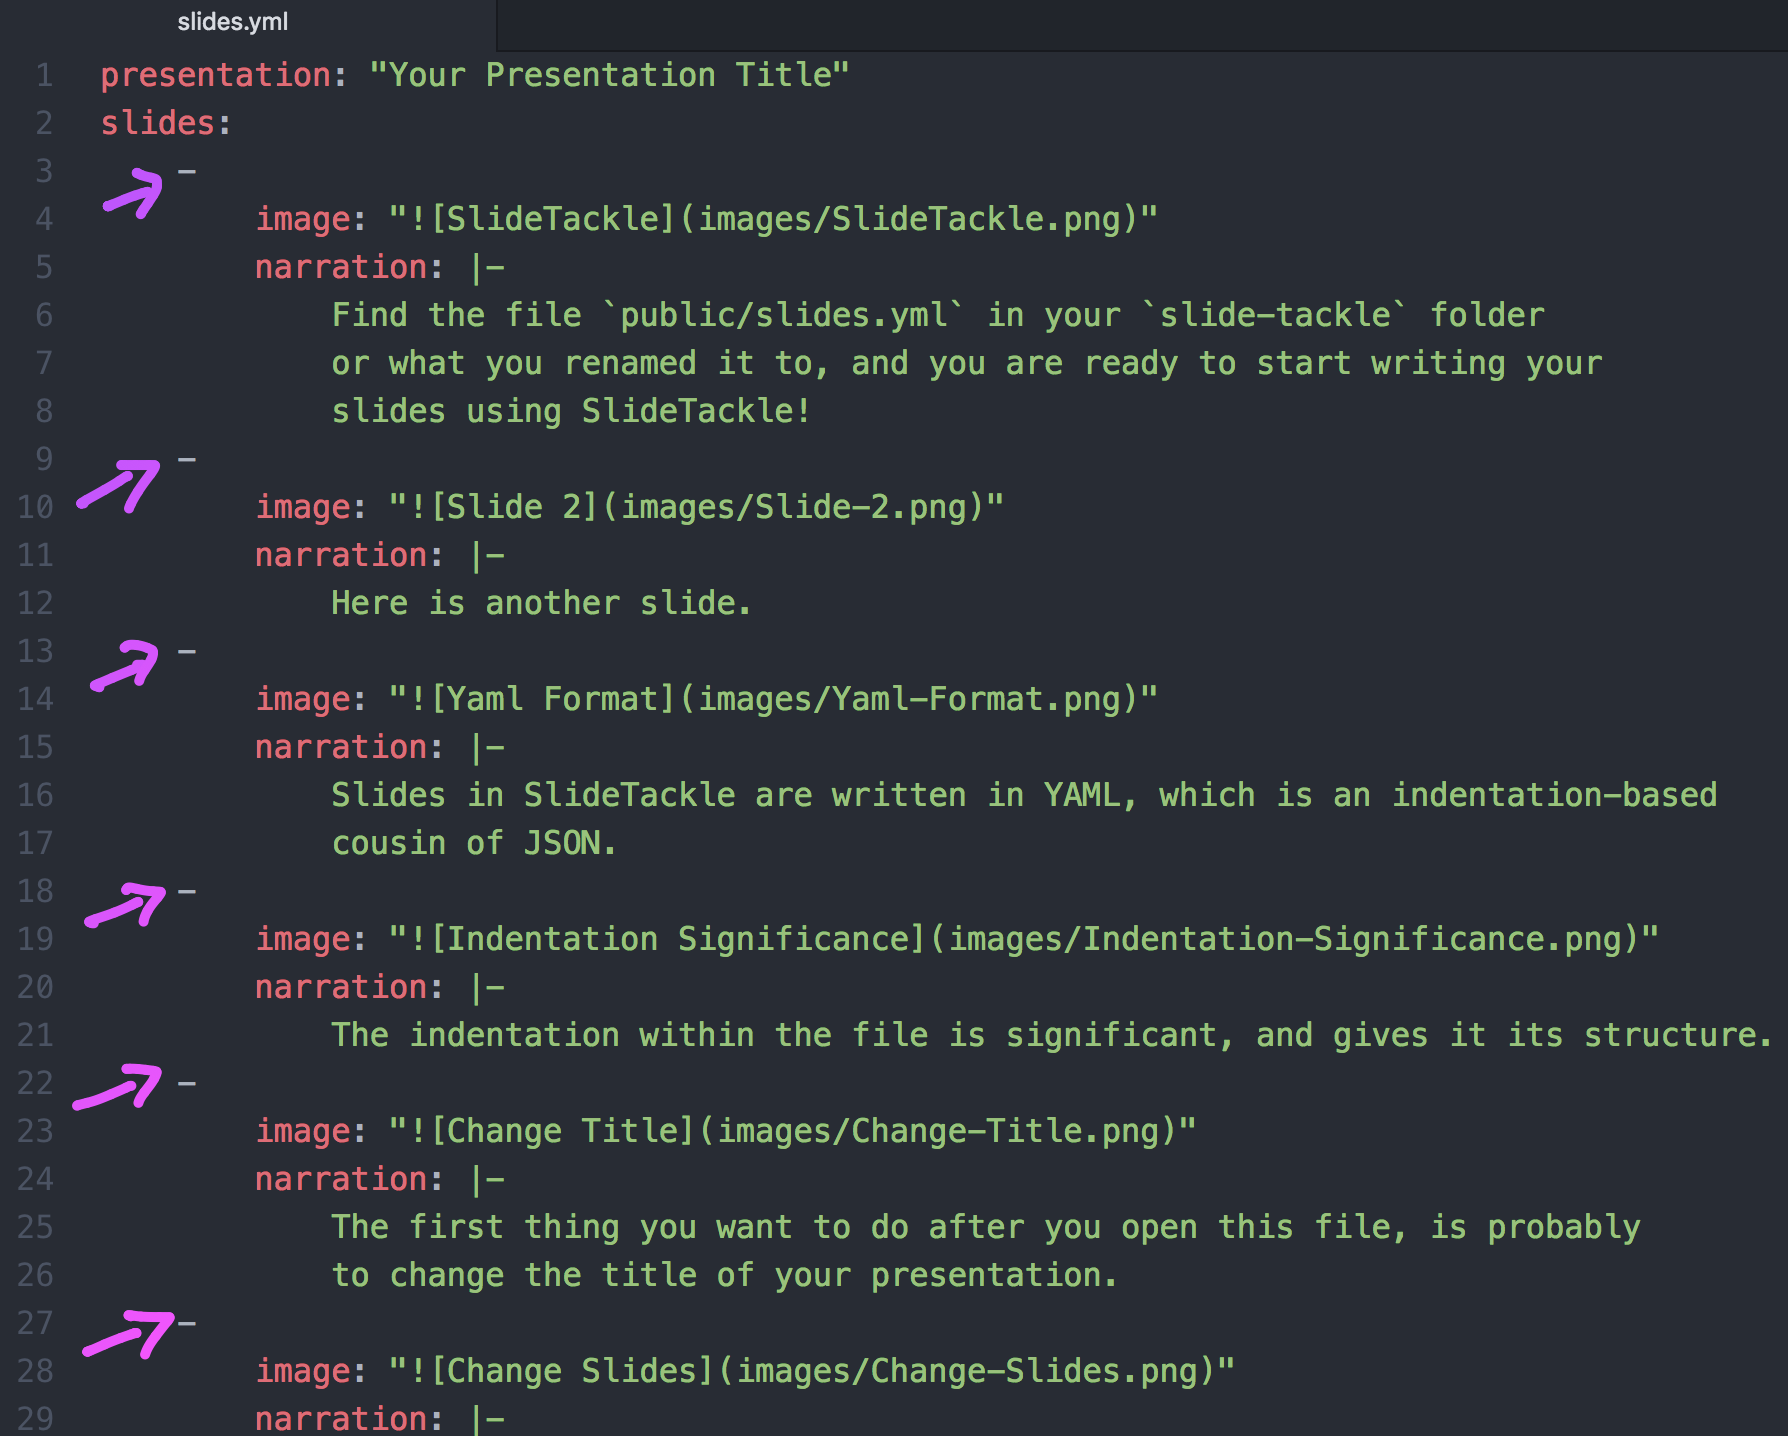 slides.yml
1 presentation: "Your Presentation Title"
2 slides:
3     -
4         image: "![SlideTackle](images/SlideTackle.png)"
5         narration: |-
6             Find the file `public/slides.yml` in your `slide-tackle` folder
7             or what you renamed it to, and you are ready to start writing your
8             slides using SlideTackle!
9     -
10         image: "![Slide 2](images/Slide-2.png)"
11         narration: |-
12             Here is another slide.
13     -
14         image: "![Yaml Format](images/Yaml-Format.png)"
15         narration: |-
16             Slides in SlideTackle are written in YAML, which is an indentation-based
17             cousin of JSON.
18     -
19         image: "![Indentation Significance](images/Indentation-Significance.png)"
20         narration: |-
21             The indentation within the file is significant, and gives it its structure.
22     -
23         image: "![Change Title](images/Change-Title.png)"
24         narration: |-
25             The first thing you want to do after you open this file, is probably
26             to change the title of your presentation.
27     -
28         image: "![Change Slides](images/Change-Slides.png)"
29         narration: |-